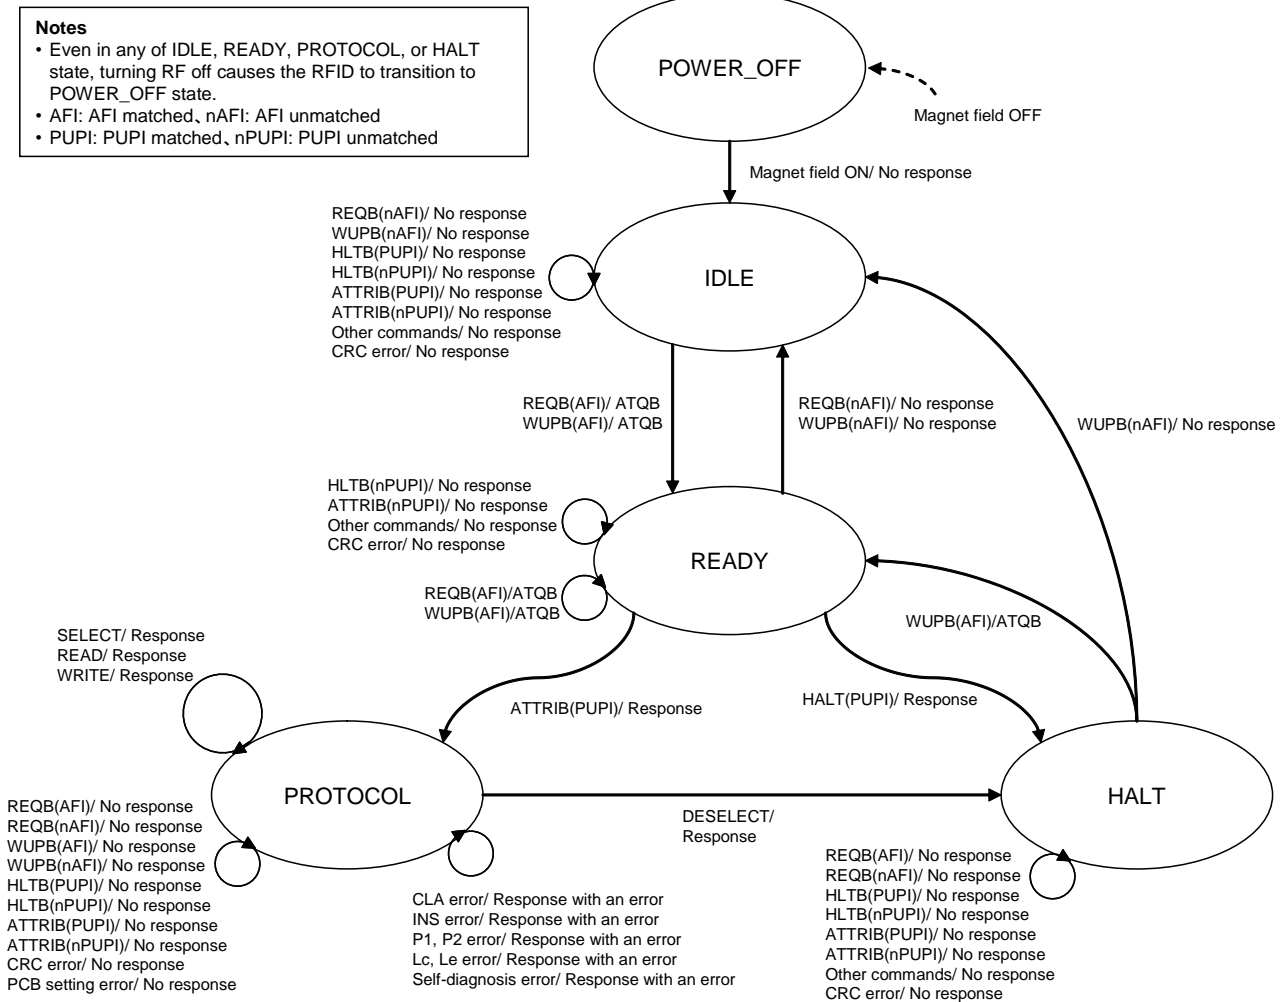 Notes
• Even in any of IDLE, READY, PROTOCOL, or HALT
state, turning RF off causes the RFID to transition to
POWER_OFF state.
• AFI: AFI matched、nAFI: AFI unmatched
• PUPI: PUPI matched、nPUPI: PUPI unmatched
POWER_OFF
Magnet field OFF
Magnet field ON/ No response
REQB(nAFI)/ No response
WUPB(nAFI)/ No response
HLTB(PUPI)/ No response
HLTB(nPUPI)/ No response
ATTRIB(PUPI)/ No response
ATTRIB(nPUPI)/ No response
Other commands/ No response
CRC error/ No response
IDLE
REQB(AFI)/ ATQB
WUPB(AFI)/ ATQB
REQB(nAFI)/ No response
WUPB(nAFI)/ No response
WUPB(nAFI)/ No response
HLTB(nPUPI)/ No response
ATTRIB(nPUPI)/ No response
Other commands/ No response
CRC error/ No response
READY
REQB(AFI)/ATQB
WUPB(AFI)/ATQB
WUPB(AFI)/ATQB
SELECT/ Response
READ/ Response
WRITE/ Response
ATTRIB(PUPI)/ Response
HALT(PUPI)/ Response
PROTOCOL
HALT
DESELECT/
Response
REQB(AFI)/ No response
REQB(nAFI)/ No response
WUPB(AFI)/ No response
WUPB(nAFI)/ No response
HLTB(PUPI)/ No response
HLTB(nPUPI)/ No response
ATTRIB(PUPI)/ No response
ATTRIB(nPUPI)/ No response
CRC error/ No response
PCB setting error/ No response
CLA error/ Response with an error
INS error/ Response with an error
P1, P2 error/ Response with an error
Lc, Le error/ Response with an error
Self-diagnosis error/ Response with an error
REQB(AFI)/ No response
REQB(nAFI)/ No response
HLTB(PUPI)/ No response
HLTB(nPUPI)/ No response
ATTRIB(PUPI)/ No response
ATTRIB(nPUPI)/ No response
Other commands/ No response
CRC error/ No response